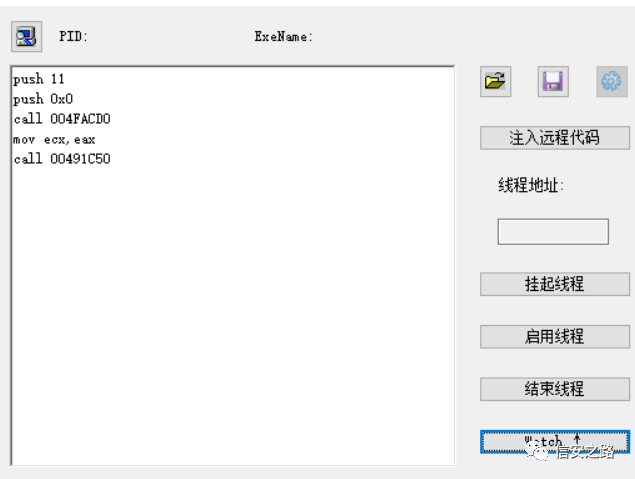 PID: ExeName:
push 11
push 0x0
call 004FACD0
mov ecx,eax
call 00491C50
注入远程代码
线程地址:
挂起线程
启用线程
结束线程
Watch ↑
信安之路